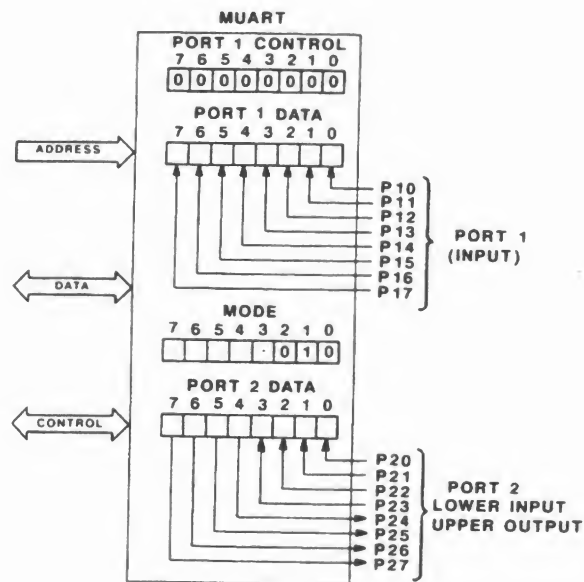 MUART
PORT 1 CONTROL
7 6 5 4 3 2 1 0
0 0 0 0 0 0 0 0
PORT 1 DATA
7 6 5 4 3 2 1 0
ADDRESS
P10
P11
P12
P13
P14
P15
P16
P17
PORT 1
(INPUT)
DATA
MODE
7 6 5 4 3 2 1 0
0 1 0
PORT 2 DATA
7 6 5 4 3 2 1 0
CONTROL
P20
P21
P22
P23
P24
P25
P26
P27
PORT 2
LOWER INPUT
UPPER OUTPUT